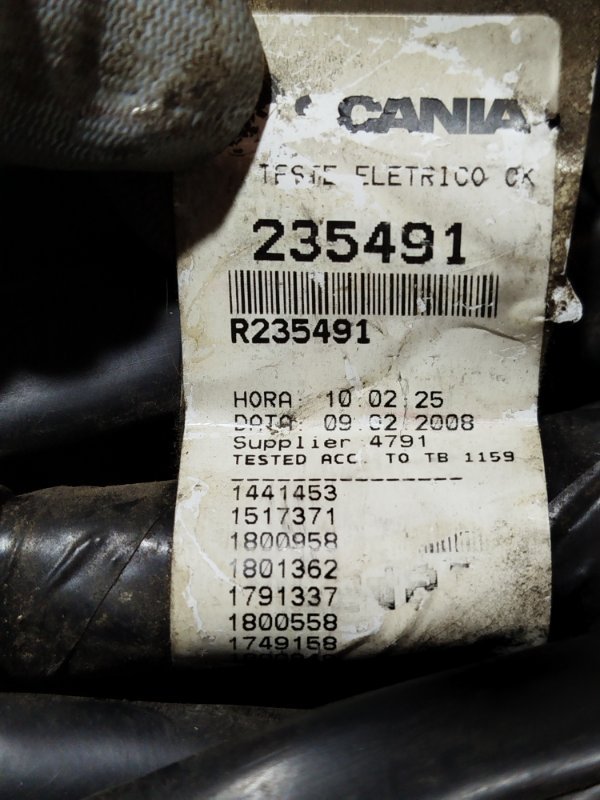 SCANIA
TESTE ELETRICO OK
235491
R235491
HORA: 10:02:25
DATA: 09.02.2008
Supplier:4791
TESTED ACC. TO TB 1159
----------------
1441453
1517371
1800958
1801362
1791337
1800558
1749158